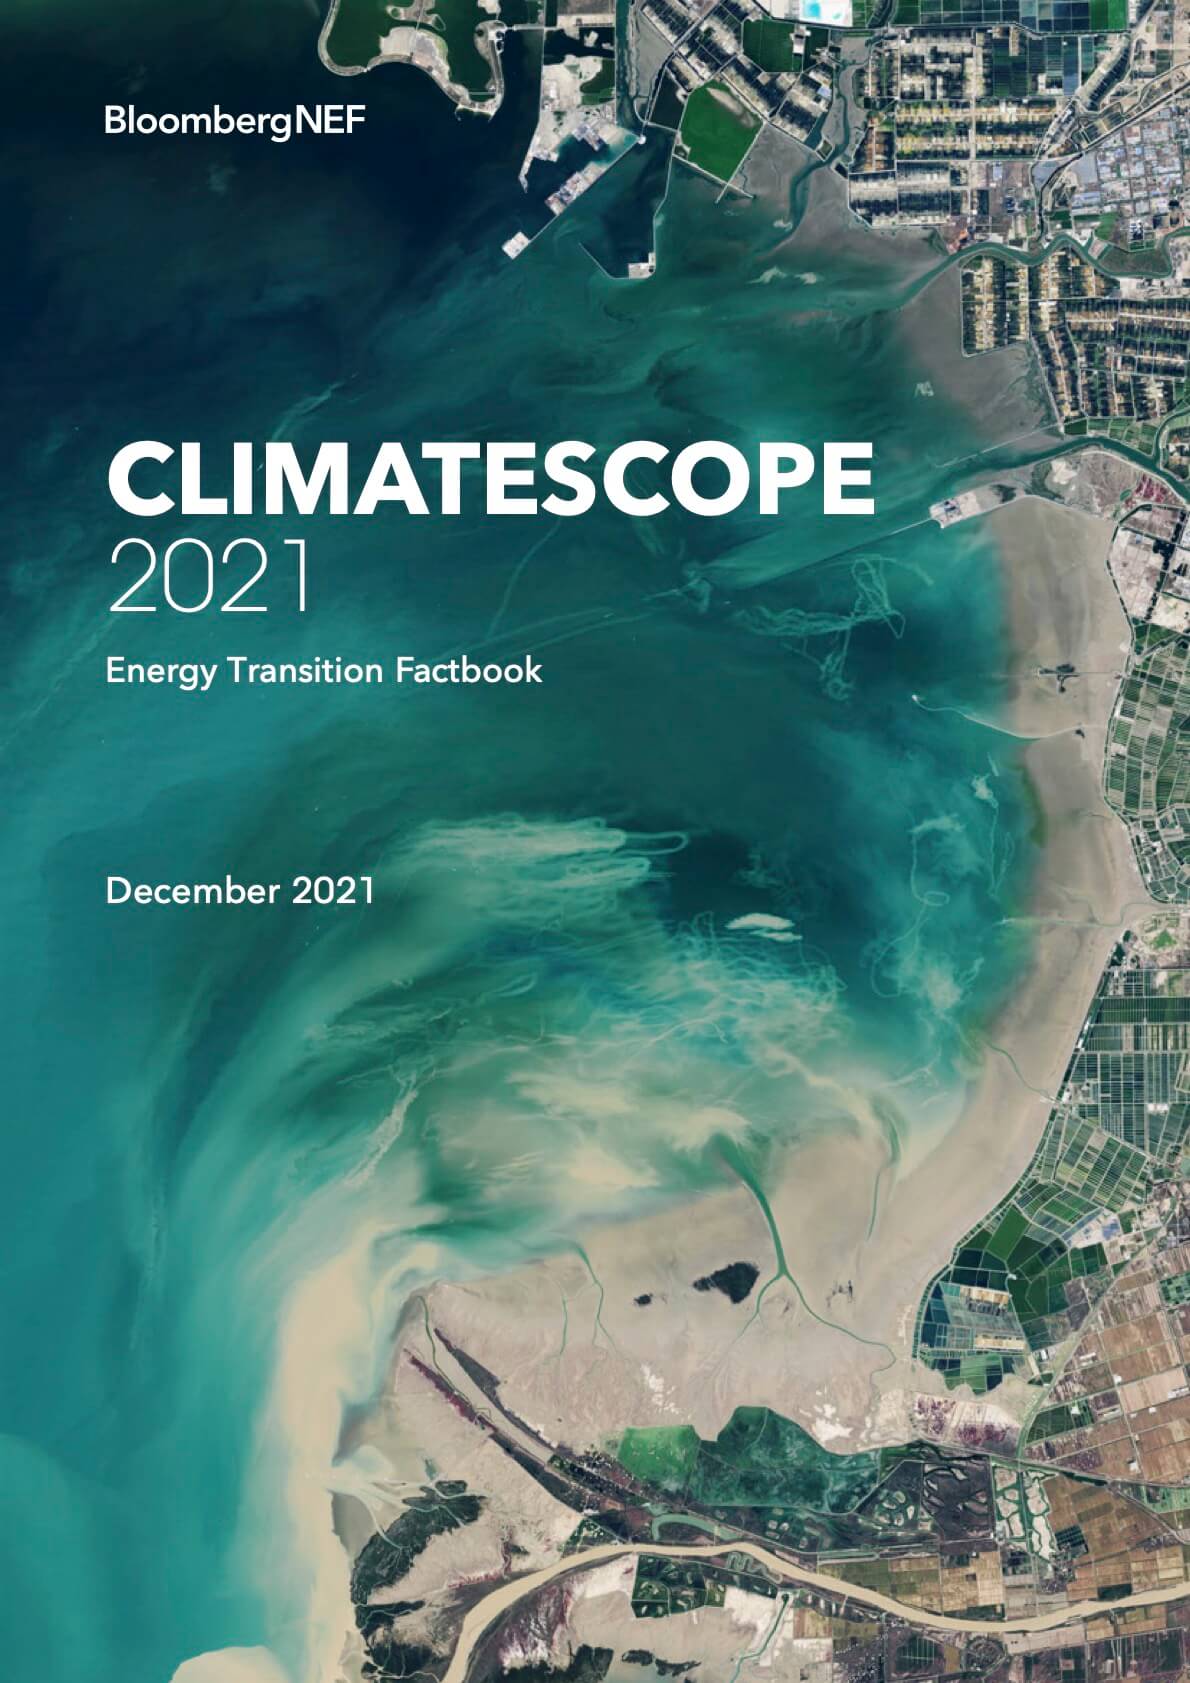 BloombergNEF
CLIMATESCOPE
2021
Energy Transition Factbook
December 2021